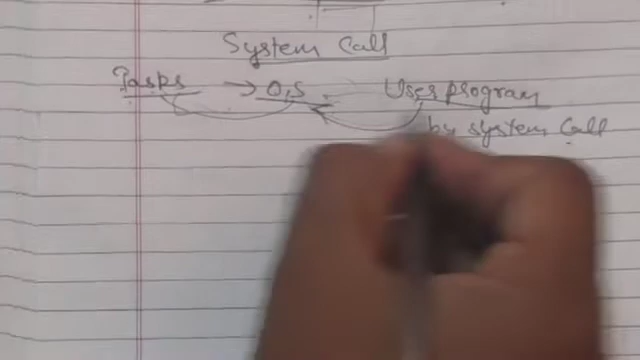 System Call
Tasks → O,S User program
by system call